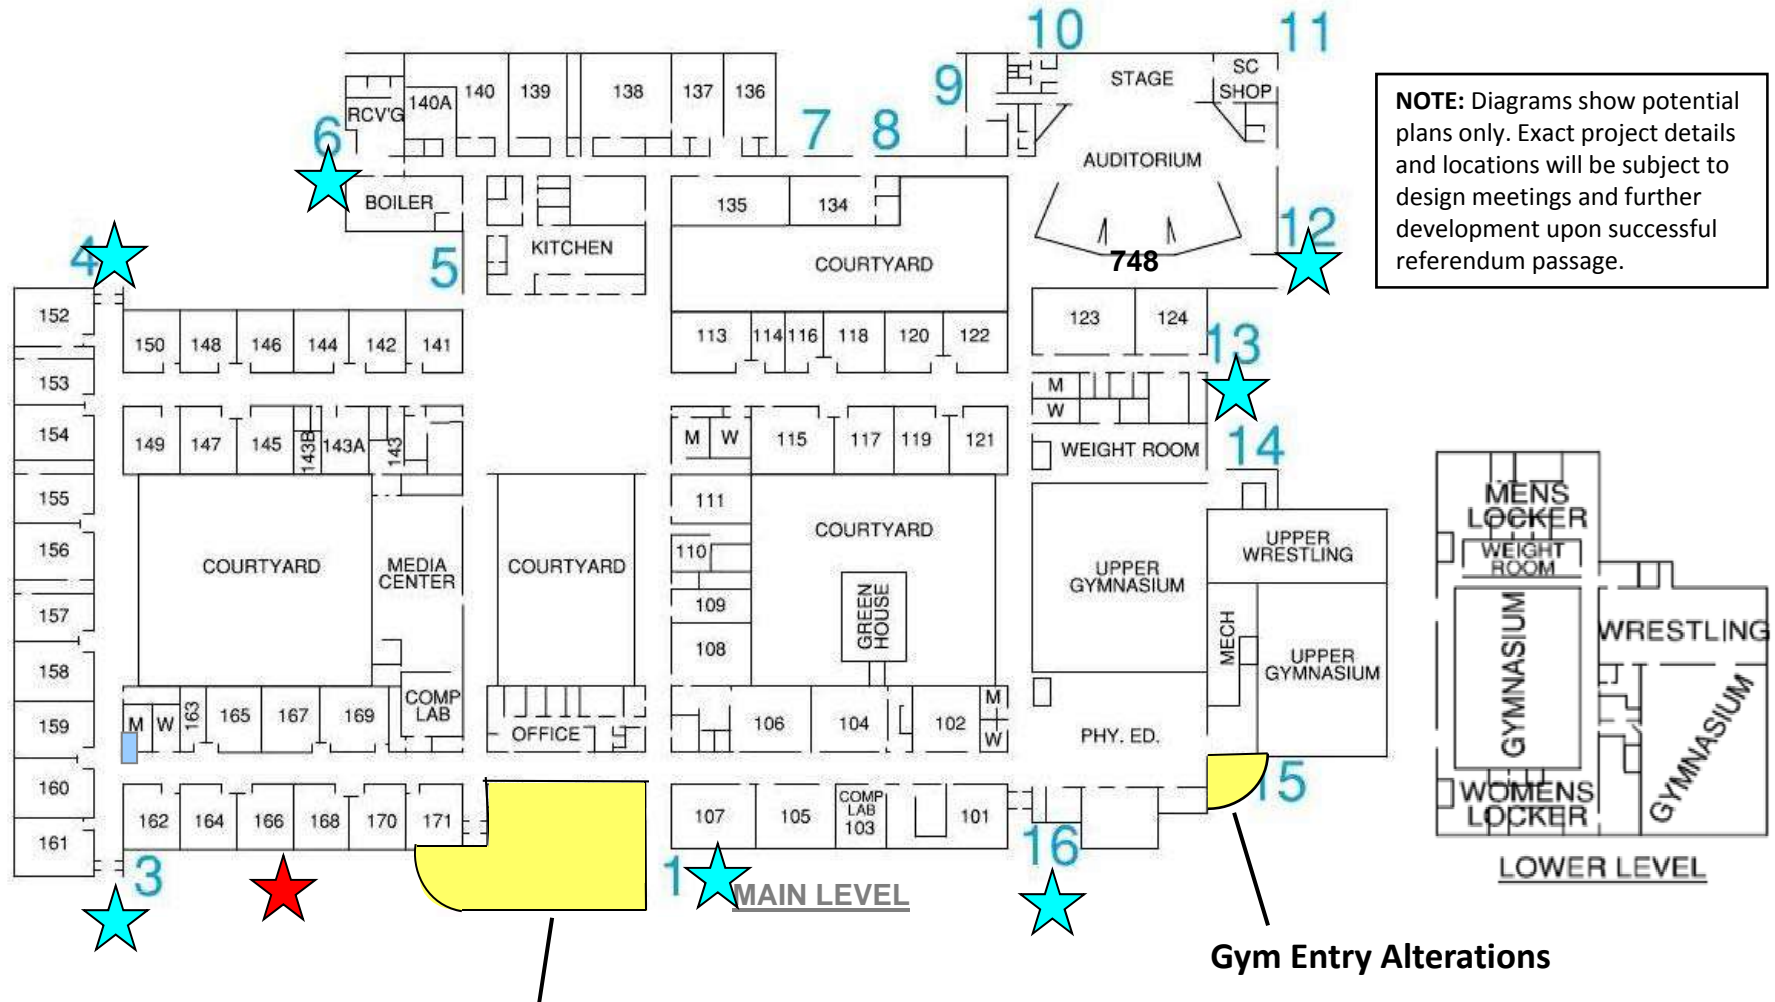 10
11
9
STAGE
SC
SHOP
140A
140
139
138
137
136
RCV'G
6
7
8
AUDITORIUM
NOTE: Diagrams show potential
plans only. Exact project details
and locations will be subject to
design meetings and further
development upon successful
referendum passage.
BOILER
135
134
12
4
5
KITCHEN
COURTYARD
748
152
150
148
146
144
142
141
113
114
116
118
120
122
123
124
13
153
M
W
154
149
147
145
143B
143A
143
M
W
115
117
119
121
WEIGHT ROOM
14
155
111
COURTYARD
MENS
LOCKER
156
110
UPPER
WRESTLING
WEIGHT
ROOM
COURTYARD
MEDIA
CENTER
COURTYARD
UPPER
GYMNASIUM
157
109
GREEN
HOUSE
GYMNASIUM
WRESTLING
158
108
MECH
UPPER
GYMNASIUM
159
M
W
163
165
167
169
COMP
LAB
OFFICE
106
104
102
M
W
PHY. ED.
GYMNASIUM
160
15
WOMENS
LOCKER
162
164
166
168
170
171
107
105
COMP
LAB
103
101
161
3
1
16
LOWER LEVEL
MAIN LEVEL
Gym Entry Alterations